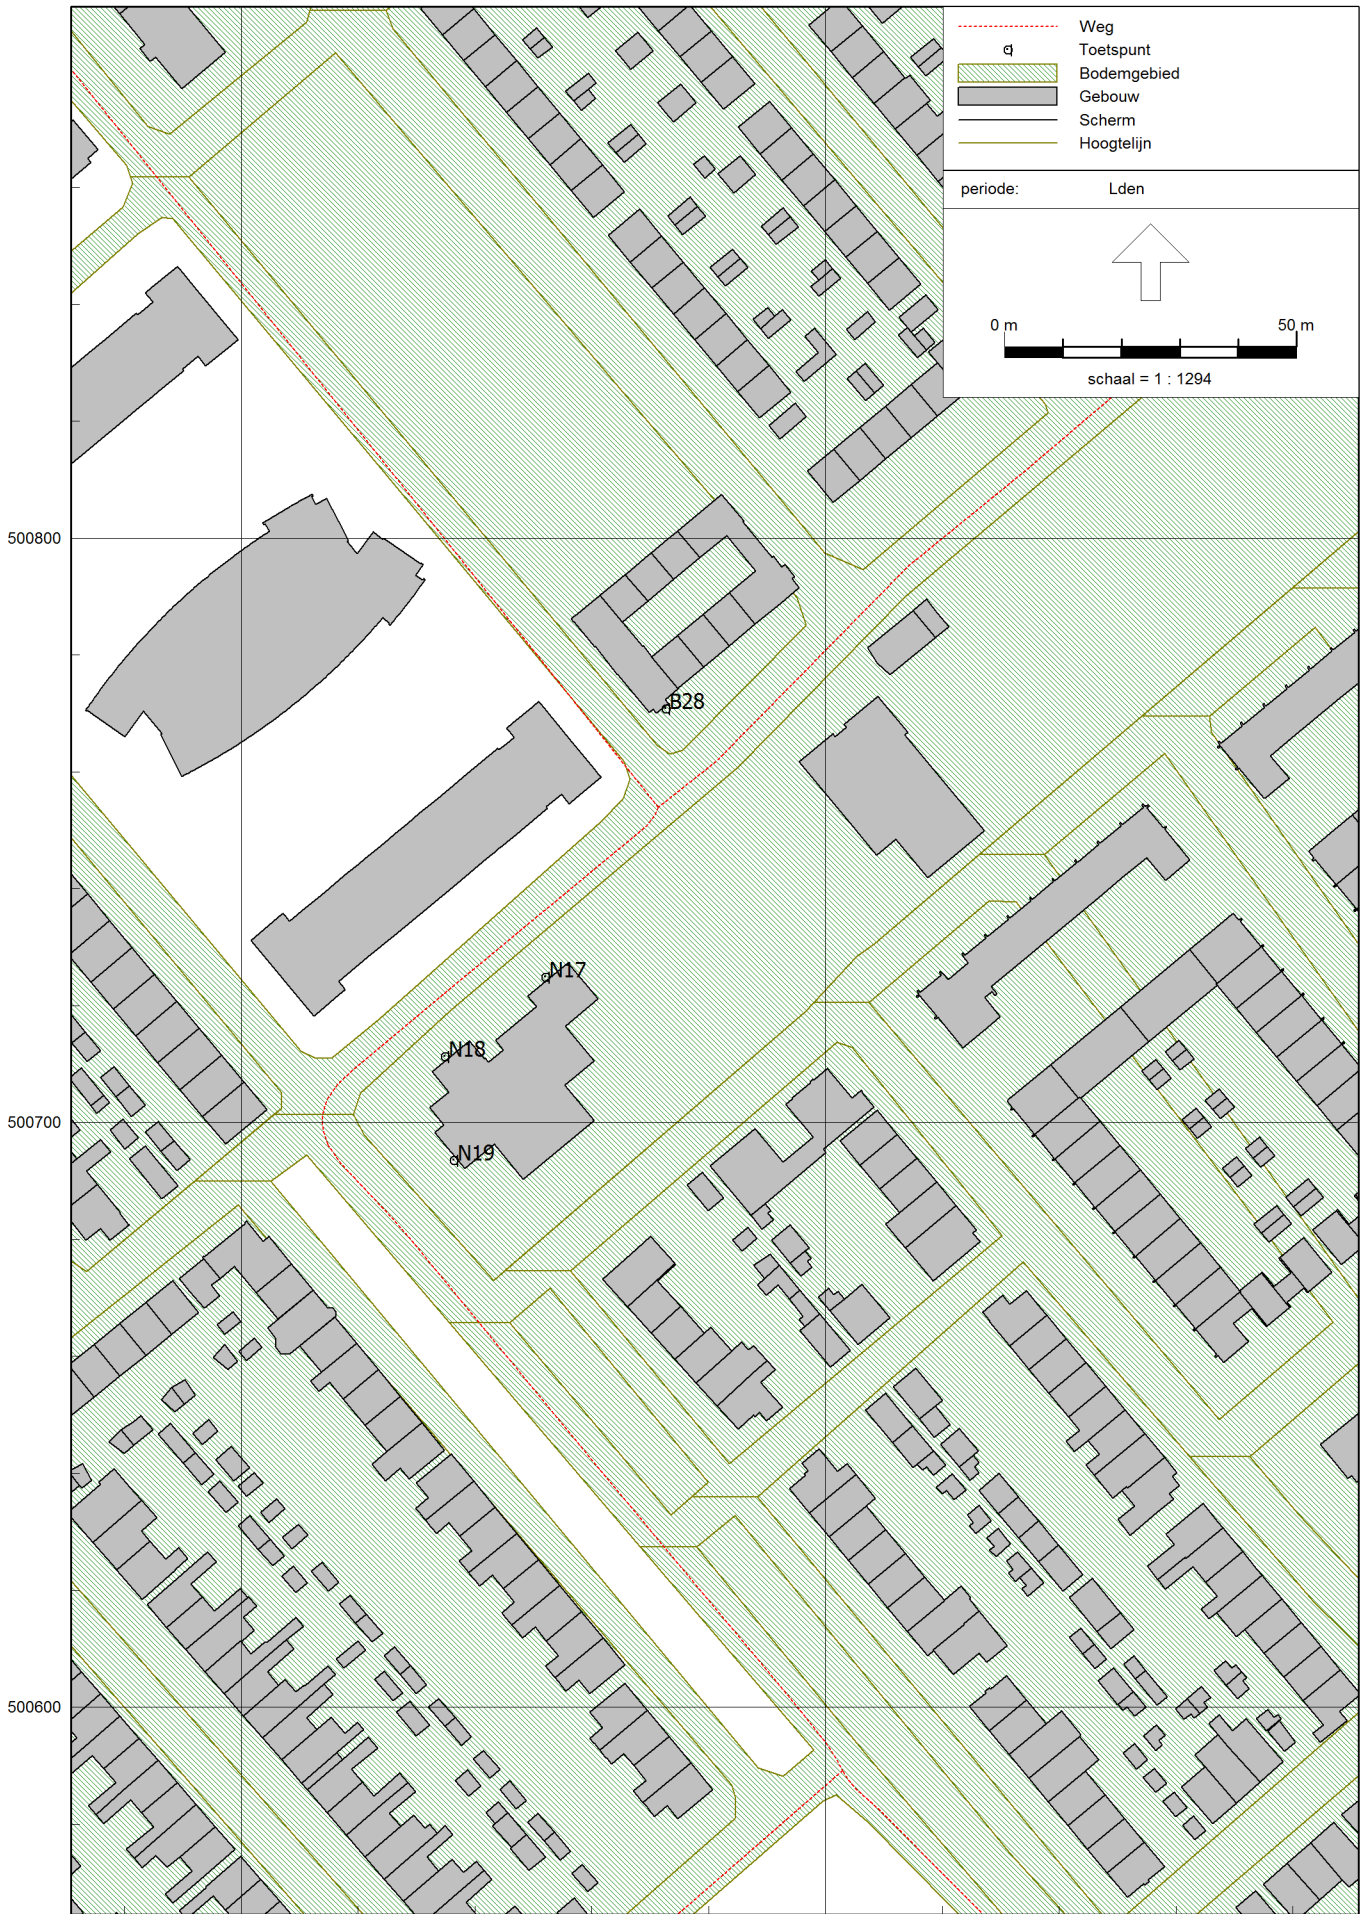 Weg
Toetspunt
Bodemgebied
Gebouw
Scherm
Hoogtelijn
periode: Lden
0 m 50 m
schaal = 1 : 1294
500800
B28
N17
N18
500700
N19
500600